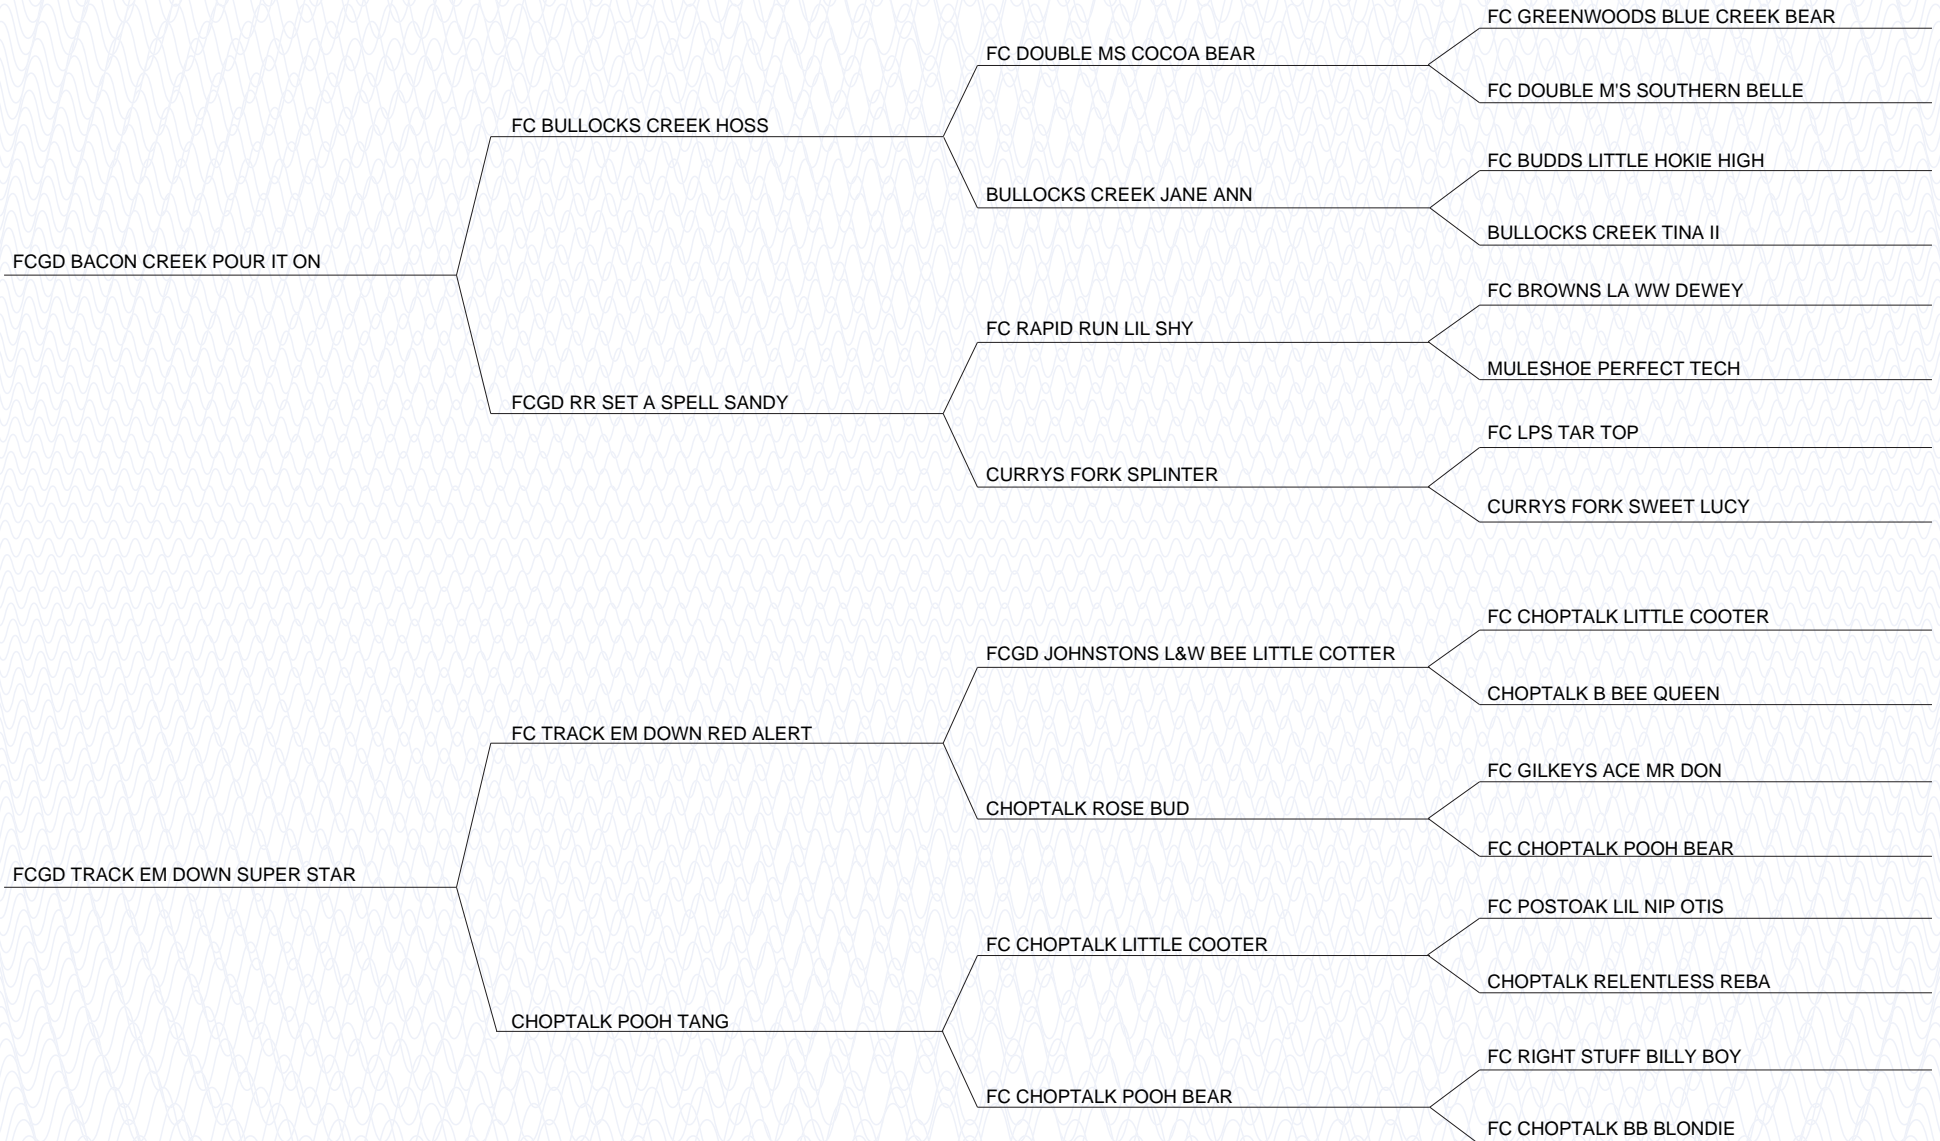 FC GREENWOODS BLUE CREEK BEAR
FC DOUBLE MS COCOA BEAR
FC DOUBLE M'S SOUTHERN BELLE
FC BULLOCKS CREEK HOSS
FC BUDDS LITTLE HOKIE HIGH
BULLOCKS CREEK JANE ANN
BULLOCKS CREEK TINA II
FCGD BACON CREEK POUR IT ON
FC BROWNS LA WW DEWEY
FC RAPID RUN LIL SHY
MULESHOE PERFECT TECH
FCGD RR SET A SPELL SANDY
FC LPS TAR TOP
CURRYS FORK SPLINTER
CURRYS FORK SWEET LUCY
FC CHOPTALK LITTLE COOTER
FCGD JOHNSTONS L&W BEE LITTLE COTTER
CHOPTALK B BEE QUEEN
FC TRACK EM DOWN RED ALERT
FC GILKEYS ACE MR DON
CHOPTALK ROSE BUD
FC CHOPTALK POOH BEAR
FCGD TRACK EM DOWN SUPER STAR
FC POSTOAK LIL NIP OTIS
FC CHOPTALK LITTLE COOTER
CHOPTALK RELENTLESS REBA
CHOPTALK POOH TANG
FC RIGHT STUFF BILLY BOY
FC CHOPTALK POOH BEAR
FC CHOPTALK BB BLONDIE